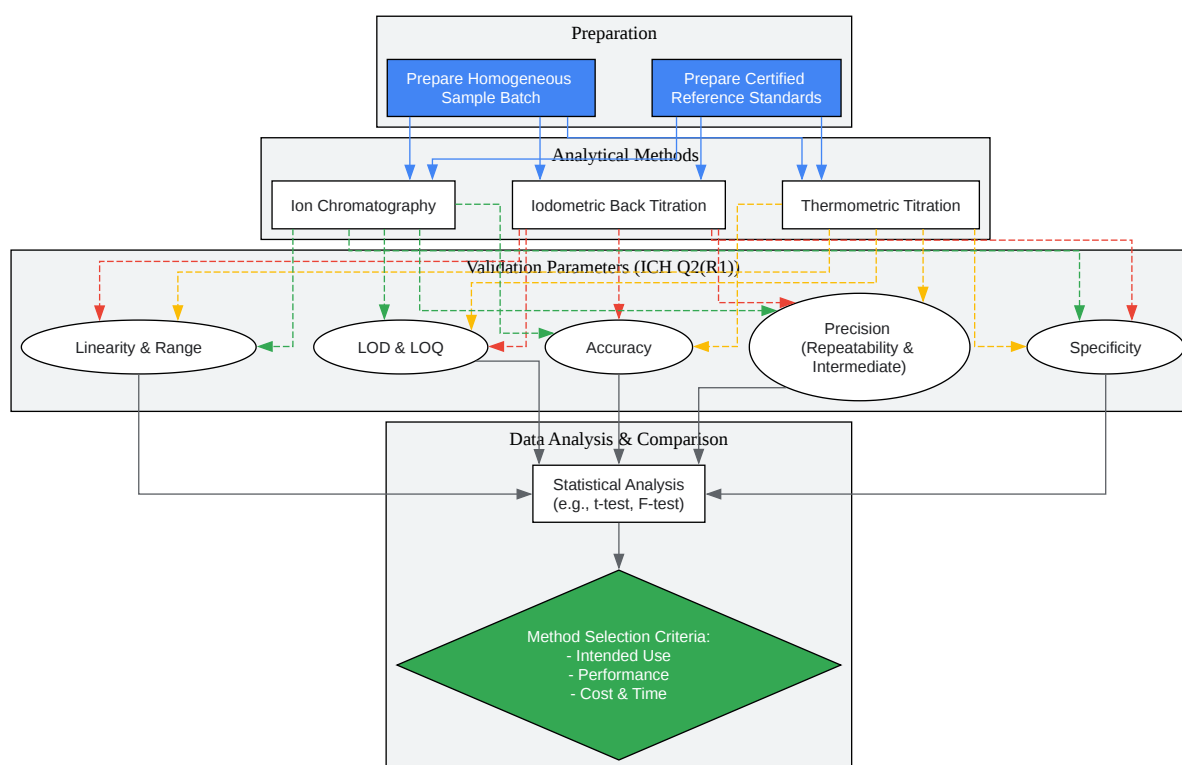 Preparation
Prepare Homogeneous
Sample Batch
Prepare Certified
Reference Standards
Analytical Methods
Ion Chromatography
Iodometric Back Titration
Thermometric Titration
Validation Parameters (ICH Q2(R1))
Linearity & Range
LOD & LOQ
Accuracy
Precision
(Repeatability &
Intermediate)
Specificity
Data Analysis & Comparison
Statistical Analysis
(e.g., t-test, F-test)
Method Selection Criteria:
- Intended Use
- Performance
- Cost & Time